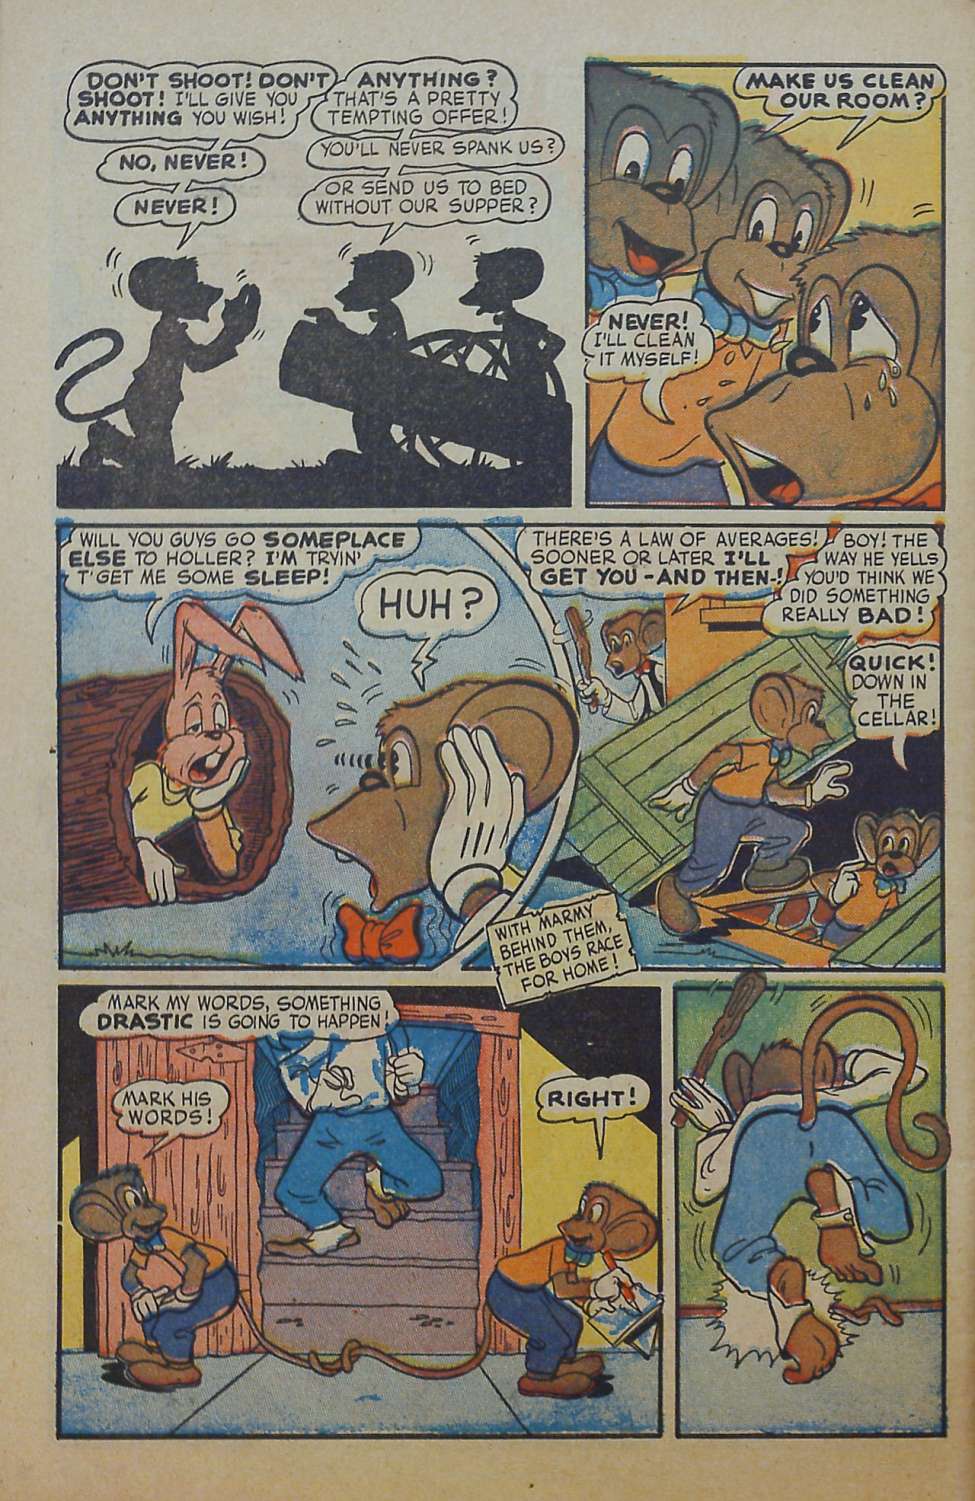 DON'T SHOOT! DON'T
SHOOT! I'LL GIVE YOU
ANYTHING YOU WISH!
ANYTHING?
THAT'S A PRETTY
TEMPTING OFFER!
YOU'LL NEVER SPANK US?
NO, NEVER!
OR SEND US TO BED
WITHOUT OUR SUPPER?
NEVER!
MAKE US CLEAN
OUR ROOM?
NEVER!
I'LL CLEAN
IT MYSELF!
WILL YOU GUYS GO SOMEPLACE
ELSE TO HOLLER? I'M TRYIN'
T'GET ME SOME SLEEP!
HUH?
THERE'S A LAW OF AVERAGES!
SOONER OR LATER I'LL
GET YOU - AND THEN-!
BOY! THE
WAY HE YELLS
YOU'D THINK WE
DID SOMETHING
REALLY BAD!
QUICK!
DOWN IN
THE
CELLAR!
WITH MARMY
BEHIND THEM,
THE BOYS RACE
FOR HOME!
MARK MY WORDS, SOMETHING
DRASTIC IS GOING TO HAPPEN!
MARK HIS
WORDS!
RIGHT!